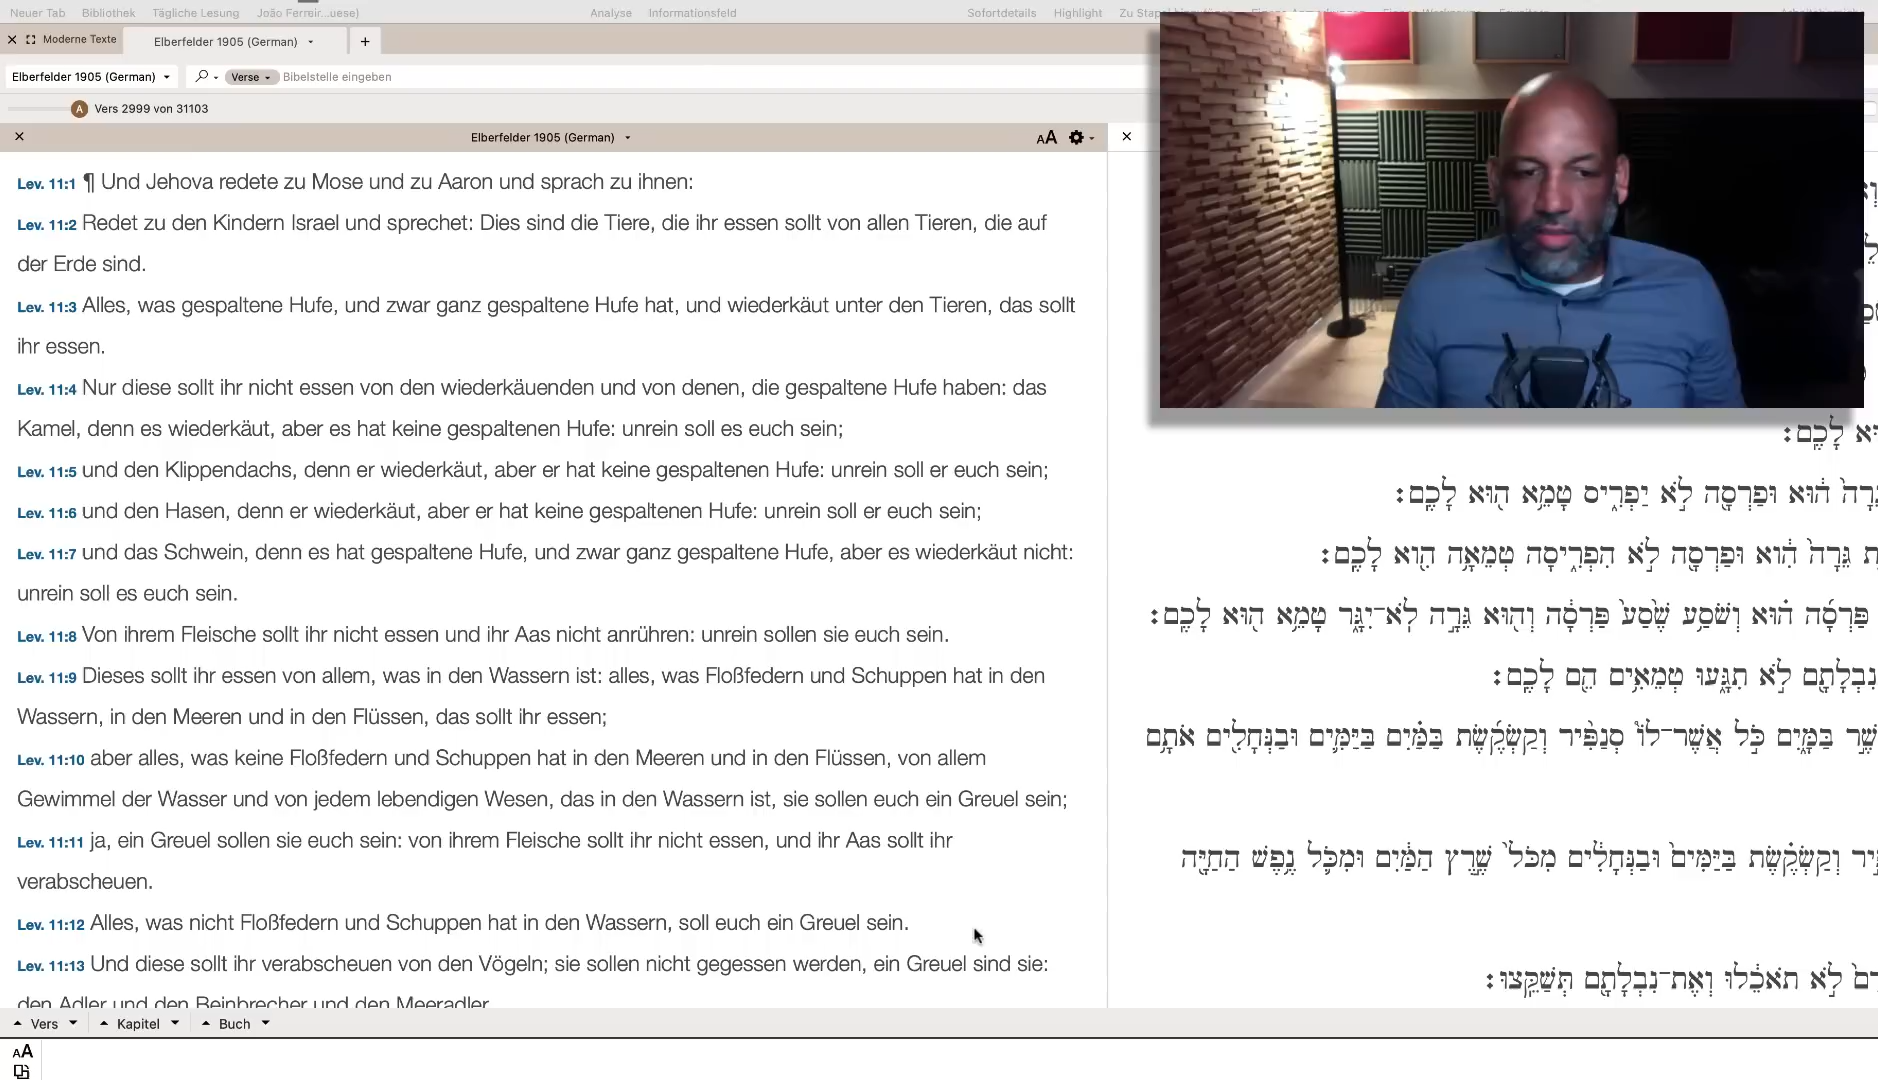 Neuer Tab Bibliothek Tägliche Lesung João Ferreir...uese) Analyse Informationsfeld Sofortdetails Highlight
Moderne Texte Elberfelder 1905 (German)
Elberfelder 1905 (German) Verse Bibelstelle eingeben
A Vers 2999 von 31103
Elberfelder 1905 (German) AA
Lev. 11:1 ¶ Und Jehova redete zu Mose und zu Aaron und sprach zu ihnen:
Lev. 11:2 Redet zu den Kindern Israel und sprechet: Dies sind die Tiere, die ihr essen sollt von allen Tieren, die auf
der Erde sind.
Lev. 11:3 Alles, was gespaltene Hufe, und zwar ganz gespaltene Hufe hat, und wiederkäut unter den Tieren, das sollt
ihr essen.
Lev. 11:4 Nur diese sollt ihr nicht essen von den wiederkäuenden und von denen, die gespaltene Hufe haben: das
Kamel, denn es wiederkäut, aber es hat keine gespaltenen Hufe: unrein soll es euch sein;
Lev. 11:5 und den Klippendachs, denn er wiederkäut, aber er hat keine gespaltenen Hufe: unrein soll er euch sein;
Lev. 11:6 und den Hasen, denn er wiederkäut, aber er hat keine gespaltenen Hufe: unrein soll er euch sein;
Lev. 11:7 und das Schwein, denn es hat gespaltene Hufe, und zwar ganz gespaltene Hufe, aber es wiederkäut nicht:
unrein soll es euch sein.
Lev. 11:8 Von ihrem Fleische sollt ihr nicht essen und ihr Aas nicht anrühren: unrein sollen sie euch sein.
Lev. 11:9 Dieses sollt ihr essen von allem, was in den Wassern ist: alles, was Floßfedern und Schuppen hat in den
Wassern, in den Meeren und in den Flüssen, das sollt ihr essen;
Lev. 11:10 aber alles, was keine Floßfedern und Schuppen hat in den Meeren und in den Flüssen, von allem
Gewimmel der Wasser und von jedem lebendigen Wesen, das in den Wassern ist, sie sollen euch ein Greuel sein;
Lev. 11:11 ja, ein Greuel sollen sie euch sein: von ihrem Fleische sollt ihr nicht essen, und ihr Aas sollt ihr
verabscheuen.
Lev. 11:12 Alles, was nicht Floßfedern und Schuppen hat in den Wassern, soll euch ein Greuel sein.
Lev. 11:13 Und diese sollt ihr verabscheuen von den Vögeln; sie sollen nicht gegessen werden, ein Greuel sind sie:
den Adler und den Beinbrecher und den Meeradler
לָכֶֽם׃
ה֔וּא וּפַרְסָ֖ה לֹ֣א יַפְרִ֑יס טָמֵ֥א ה֖וּא לָכֶֽם׃
גֵּרָה֙ הִ֔וא וּפַרְסָ֖ה לֹ֣א הִפְרִ֑יסָה טְמֵאָ֥ה הִ֖וא לָכֶֽם׃
פַּרְסָ֜ה ה֗וּא וְשֹׁסַ֥ע שֶׁ֙סַע֙ פַּרְסָ֔ה וְה֖וּא גֵּרָ֣ה לֹֽא־יִגָּ֑ר טָמֵ֥א ה֖וּא לָכֶֽם׃
לֹ֣א תִגָּ֑עוּ טְמֵאִ֥ים הֵ֖ם לָכֶֽם׃
בַּמָּ֑יִם כֹּ֣ל אֲשֶׁר־לוֹ֩ סְנַפִּ֨יר וְקַשְׂקֶ֜שֶׂת בַּמַּ֗יִם בַּיַּמִּ֛ים וּבַנְּחָלִ֖ים אֹתָ֥ם
וְקַשְׂקֶ֗שֶׂת בַּיַּמִּים֙ וּבַנְּחָלִ֔ים מִכֹּל֙ שֶׁ֣רֶץ הַמַּ֔יִם וּמִכֹּ֛ל נֶ֥פֶשׁ הַחַיָּ֖ה
לֹ֣א תֹאכֵ֔לוּ וְאֶת־נִבְלָתָ֖ם תְּשַׁקֵּֽצוּ׃
Vers Kapitel Buch
AA